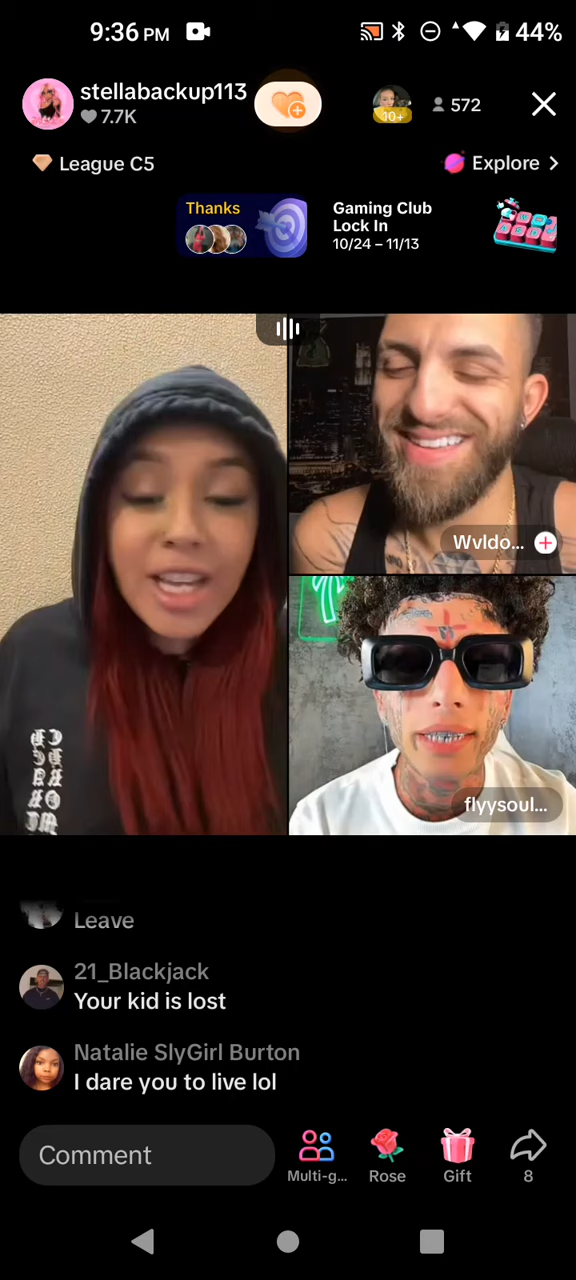 9:36 PM
44%
stellabackup113
7.7K
10+
572
League C5
Explore
Thanks
Gaming Club
Lock In
10/24 – 11/13
Wvldo...
flyysoul...
Leave
21_Blackjack
Your kid is lost
Natalie SlyGirl Burton
I dare you to live lol
Comment
Multi-g...
Rose
Gift
8